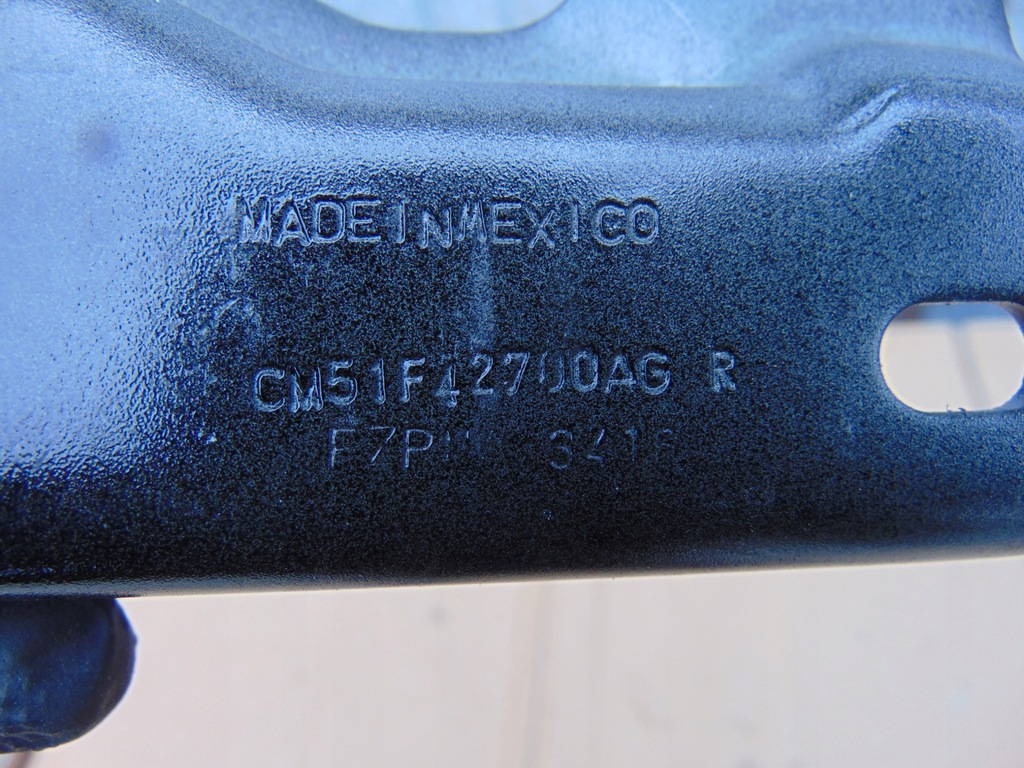 MADE IN MEXICO
CM51F42700AG R